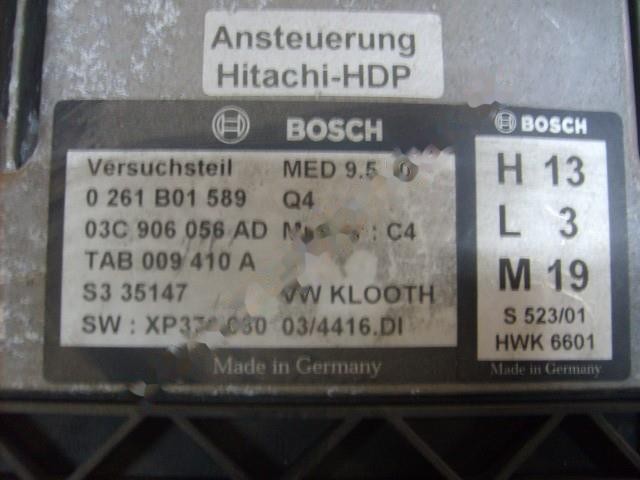 Ansteuerung
Hitachi-HDP
BOSCH
Versuchsteil MED 9.5
0 261 B01 589 Q4
03C 906 056 AD : C4
TAB 009 410 A
S3 35147 VW KLOOTH
SW : 03/4416.DI
Made in Germany
BOSCH
H 13
L 3
M 19
S 523/01
HWK 6601
Made in Germany